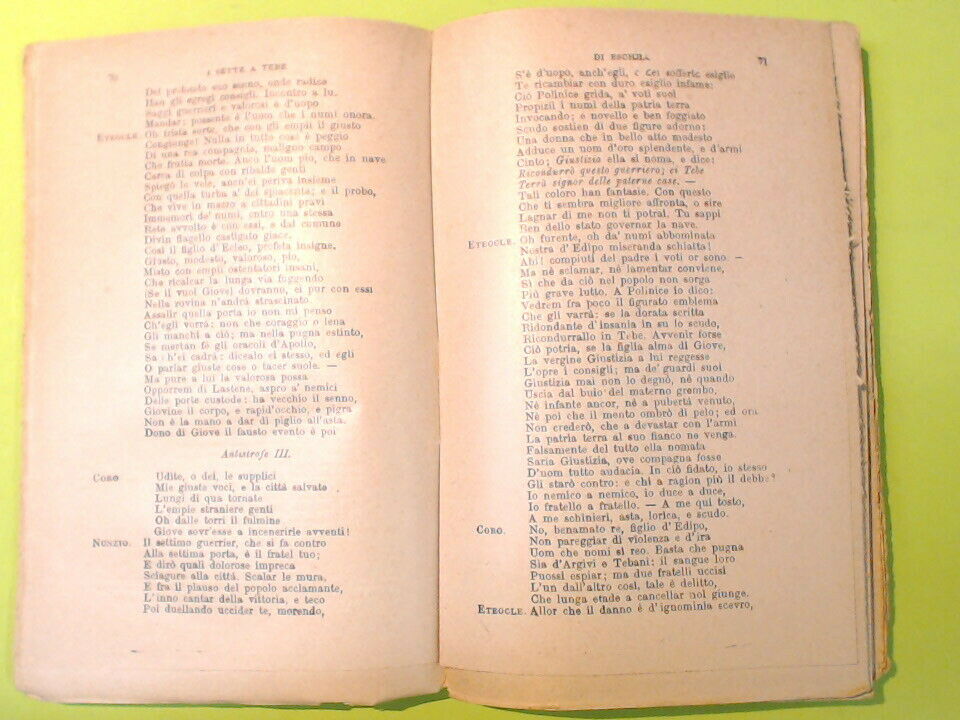 70
I SETTE A TEBE
Del profondo suo senno, onde radice
Han gli egregi consigli. Incontro a lui
Saggi guerrieri e valorosi è d'uopo
Mandar; possente è l'uom che i numi onora.
ETEOCLE. Oh trista sorte, che con gli empii il giusto
Congiunge! Nulla in tutte cose è peggio
Di una rea compagnia, maligno campo
Che frutta morte. Anco l'uom pio, che in nave
Carca di colpa con ribalde genti
Spiegò le vele, anch'ei periva insieme
Con quella turba a' dei spiacente; e il probo,
Che vive in mezzo a cittadini pravi
Immemori de' numi, entro una stessa
Rete avvolto è con essi, e dal comune
Divin flagello castigato giace.
Così il figlio d'Ecleo, profeta insigne,
Giusto, modesto, valoroso, pio,
Misto con empii ostentatori insani,
Che ricalcar la lunga via fuggendo
(Se il vuol Giove) dovranno, ei pur con essi
Nella rovina n'andrà strascinato
Assalir quella porta io non mi penso
Ch'egli vorrà: non che coraggio o lena
Gli manchi a ciò; ma nella pugna estinto,
Se mertan fè gli oracoli d'Apollo,
Sa ch'ei cadrà: dicealo ei stesso, ed egli
O parlar giuste cose o tacer suole. —
Ma pure a lui la valorosa possa
Opporrem di Lastene, aspro a' nemici
Delle porte custode: ha vecchio il senno,
Giovine il corpo, e rapid'occhio, e pigra
Non è la mano a dar di piglio all'asta.
Dono di Giove il fausto evento è poi
Antistrofe III.
CORO Udite, o dei, le supplici
Mie giuste voci, e la città salvate
Lungi di qua tornate
L'empie straniere genti
Oh dalle torri il fulmine
Giove sovr'esse a incenerirle avventi!
NUNZIO. Il settimo guerrier, che si fa contro
Alla settima porta, è il fratel tuo;
E dirò quali dolorose impreca
Sciagure alla città. Scalar le mura,
E fra il plauso del popolo acclamante,
L'inno cantar della vittoria, e teco
Poi duellando uccider te, morendo,
DI ESCHILO
71
S'è d'uopo, anch'egli, e del sofferto esiglio
Te ricambiar con duro esiglio infame:
Ciò Polinice grida, a' voti suoi
Propizii i numi della patria terra
Invocando; e novello e ben foggiato
Scudo sostien di due figure adorno;
Una donna che in bello atto modesto
Adduce un nom d'oro splendente, e d'armi
Cinto; Giustizia ella si noma, e dice:
Ricondurrò questo guerriero; ei Tebe
Terrà signor delle paterne case. —
Tali coloro han fantasie. Con questo
Che ti sembra migliore affronta, o sire
Lagnar di me non ti potrai. Tu sappi
Ben dello stato governar la nave.
ETEOCLE. Oh furente, oh da' numi abbominata
Nostra d'Edipo miseranda schiatta!
Ahi! compiuti del padre i voti or sono. —
Ma nè sclamar, nè lamentar conviene,
Sì che da ciò nel popolo non sorga
Più grave lutto. A Polinice lo dico:
Vedrem fra poco il figurato emblema
Che gli varrà: se la dorata scritta
Ridondante d'insania in su lo scudo,
Ricondurrallo in Tebe. Avvenir forse
Ciò potria, se la figlia alma di Giove,
La vergine Giustizia a lui reggesse
L'opre i consigli; ma de' guardi suoi
Giustizia mai non lo degnò, né quando
Uscia dal buio del materno grembo,
Nè infante ancor, né a pubertà venuto,
Nè poi che il mento ombrò di pelo; ed ora
Non crederò, che a devastar con l'armi
La patria terra al suo fianco ne venga.
Falsamente del tutto ella nomata
Saria Giustizia, ove compagna fosse
D'nom tutto audacia. In ciò fidato, io stesso
Gli starò contro: e chi a ragion più il debbe?
Io nemico a nemico, io duce a duce,
Io fratello a fratello. — A me qui tosto,
A me schinieri, asta, lorica, e scudo.
CORO. No, benamato re, figlio d'Edipo,
Non pareggiar di violenza e d'ira
Uom che nomi sì reo. Basta che pugna
Sia d'Argivi e Tebani: il sangue loro
Puossi espiar; ma due fratelli uccisi
L'un dall'altro così, tale è delitto,
Che lunga etade a cancellar nol giunge.
ETEOCLE. Allor che il danno è d'ignominia scevro,